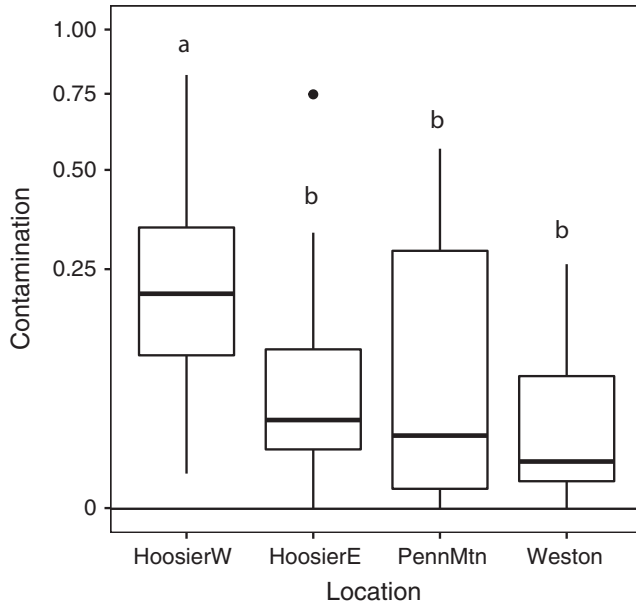 1.00
a
0.75
b
0.50
b
b
0.25
0
Contamination
HoosierW HoosierE PennMtn Weston
Location